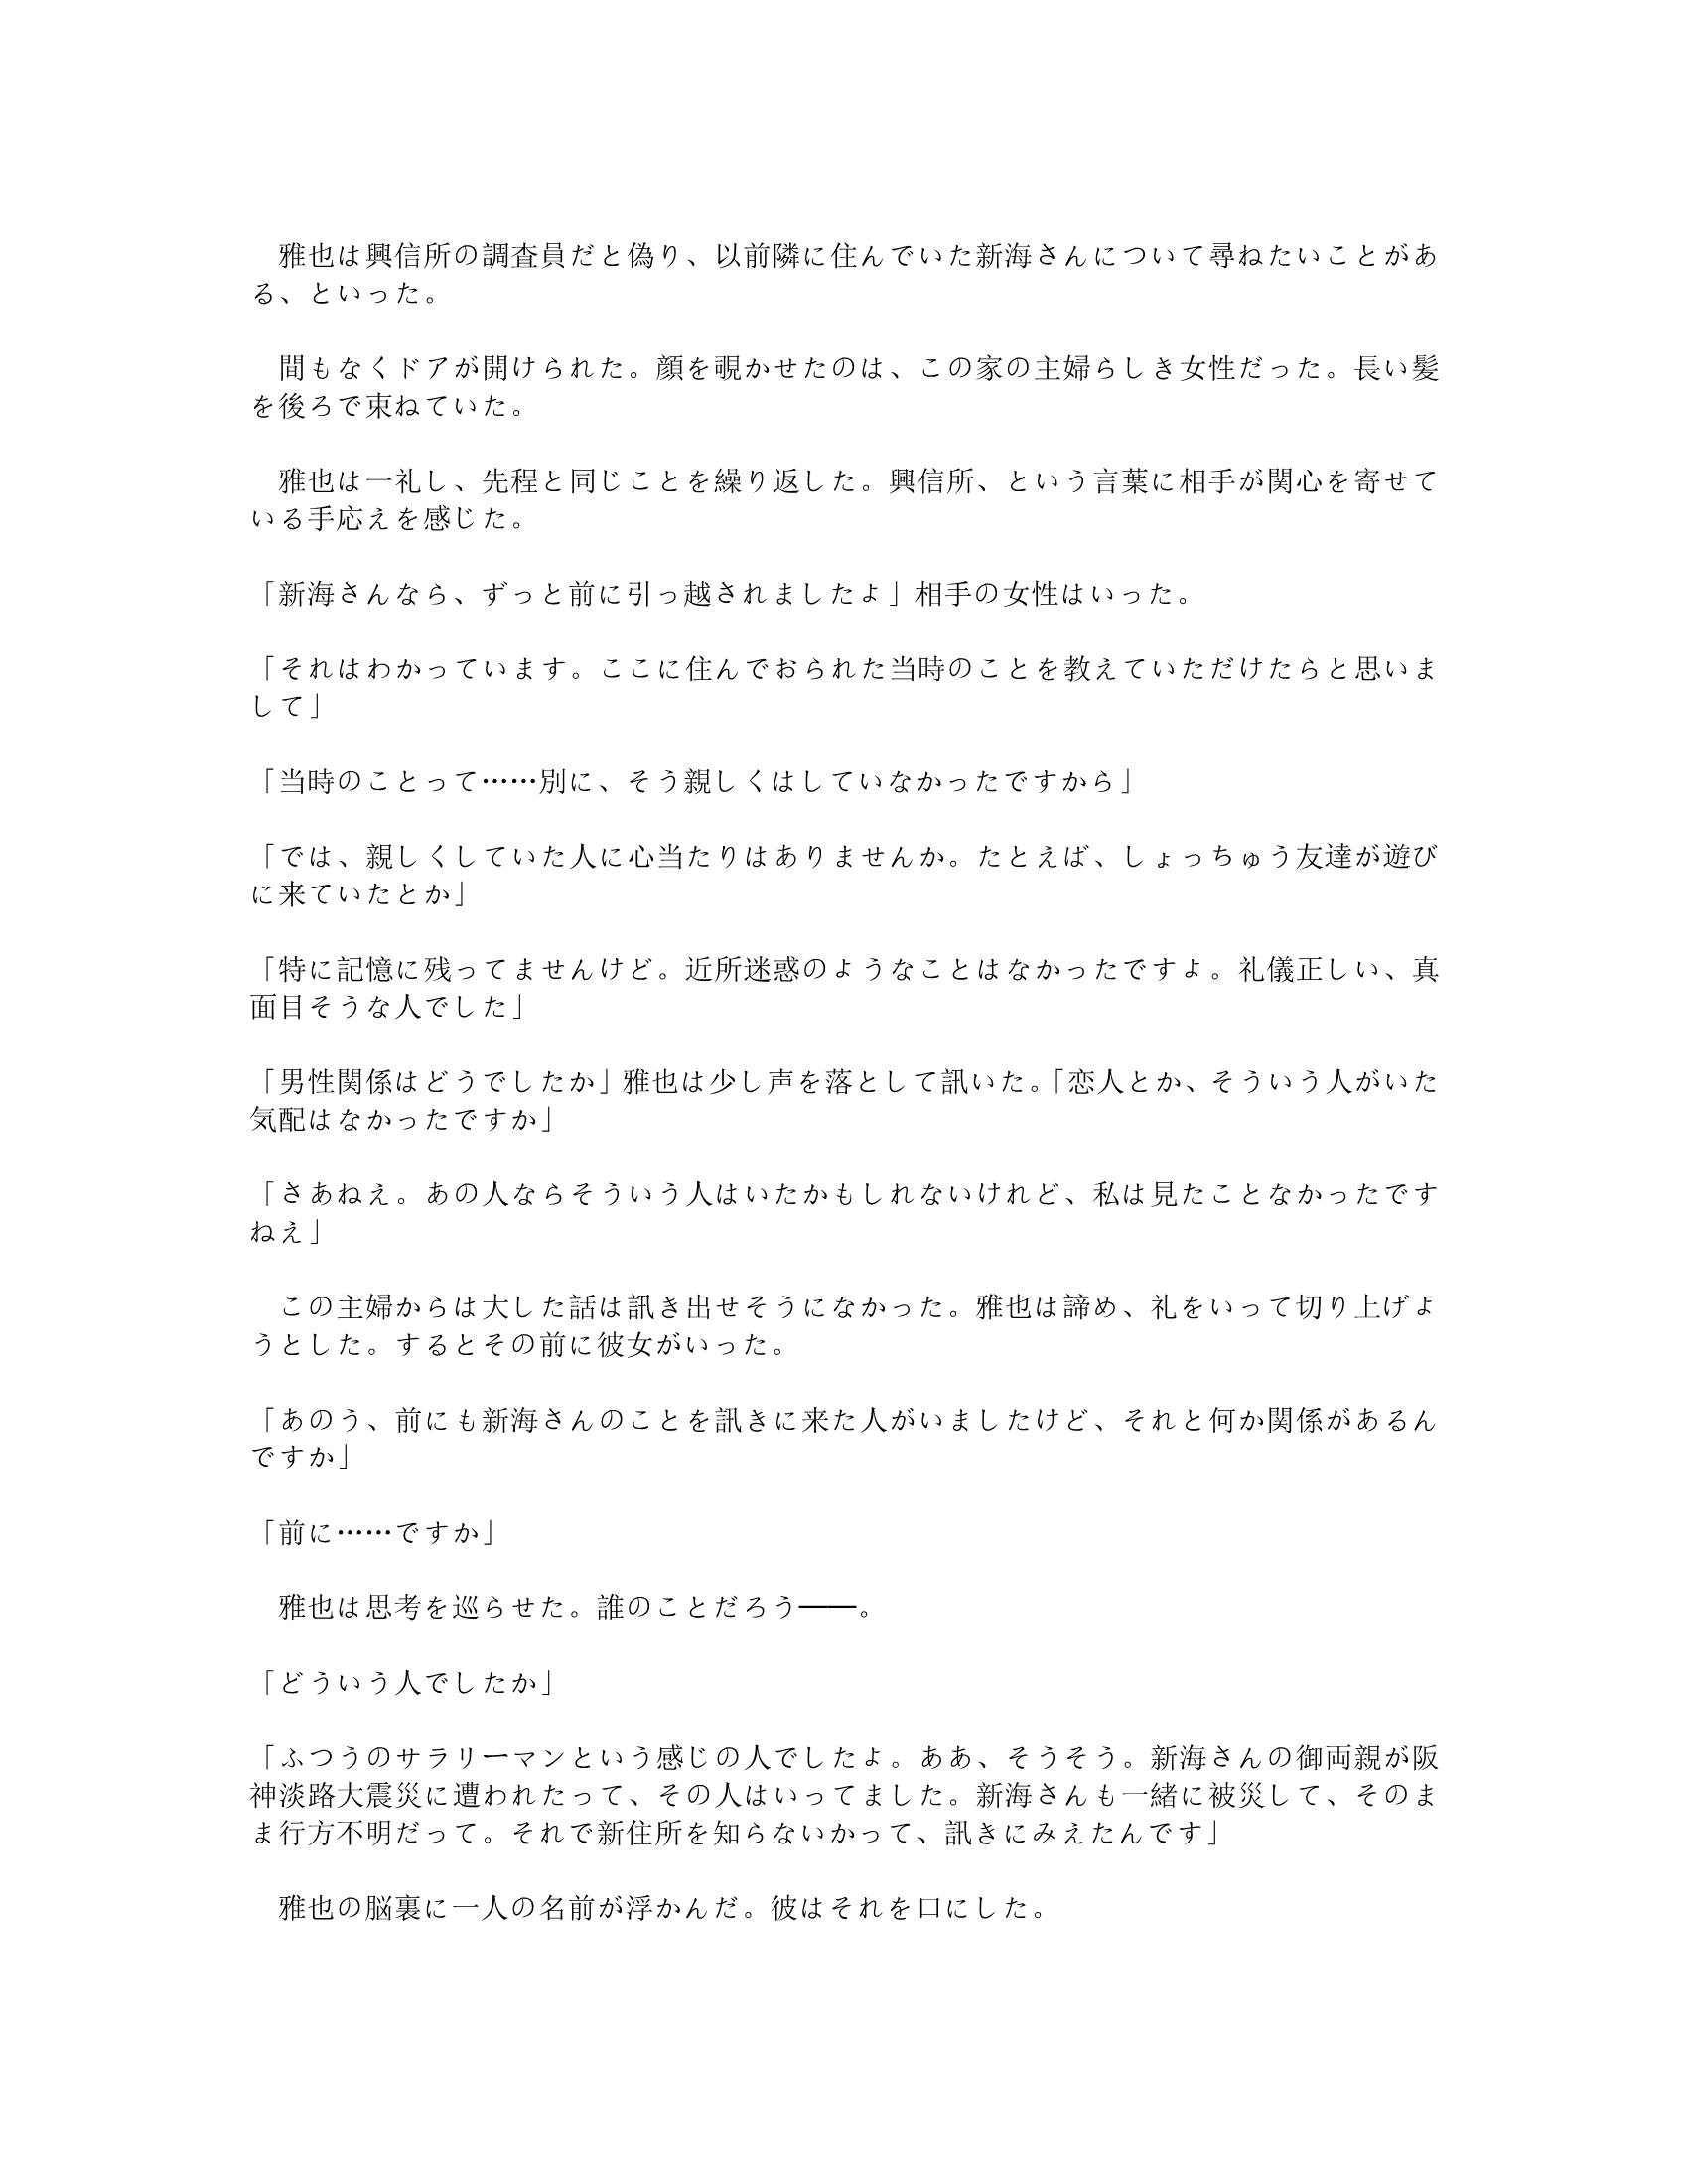 雅也は興信所の調査員だと偽り、以前隣に住んでいた新海さんについて尋ねたいことがあ
る、といった。
　間もなくドアが開けられた。顔を覗かせたのは、この家の主婦らしき女性だった。長い髪
を後ろで束ねていた。
　雅也は一礼し、先程と同じことを繰り返した。興信所、という言葉に相手が関心を寄せて
いる手応えを感じた。
「新海さんなら、ずっと前に引っ越されましたよ」相手の女性はいった。
「それはわかっています。ここに住んでおられた当時のことを教えていただけたらと思いま
して」
「当時のことって……別に、そう親しくはしていなかったですから」
「では、親しくしていた人に心当たりはありませんか。たとえば、しょっちゅう友達が遊び
に来ていたとか」
「特に記憶に残ってませんけど。近所迷惑のようなことはなかったですよ。礼儀正しい、真
面目そうな人でした」
「男性関係はどうでしたか」雅也は少し声を落として訊いた。「恋人とか、そういう人がいた
気配はなかったですか」
「さあねえ。あの人ならそういう人はいたかもしれないけれど、私は見たことなかったです
ねえ」
　この主婦からは大した話は訊き出せそうになかった。雅也は諦め、礼をいって切り上げよ
うとした。するとその前に彼女がいった。
「あのう、前にも新海さんのことを訊きに来た人がいましたけど、それと何か関係があるん
ですか」
「前に……ですか」
　雅也は思考を巡らせた。誰のことだろう――。
「どういう人でしたか」
「ふつうのサラリーマンという感じの人でしたよ。ああ、そうそう。新海さんの御両親が阪
神淡路大震災に遭われたって、その人はいってました。新海さんも一緒に被災して、そのま
ま行方不明だって。それで新住所を知らないかって、訊きにみえたんです」
　雅也の脳裏に一人の名前が浮かんだ。彼はそれを口にした。